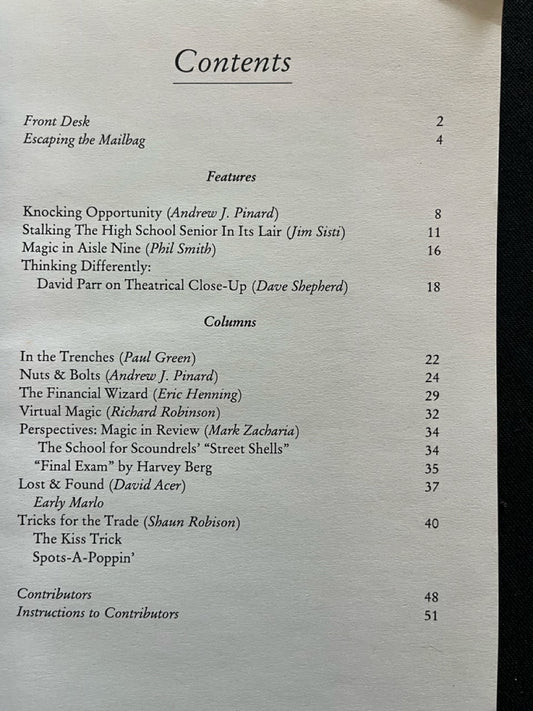 Contents
Front Desk 2
Escaping the Mailbag 4
Features
Knocking Opportunity (Andrew J. Pinard) 8
Stalking The High School Senior In Its Lair (Jim Sisti) 11
Magic in Aisle Nine (Phil Smith) 16
Thinking Differently:
David Parr on Theatrical Close-Up (Dave Shepherd) 18
Columns
In the Trenches (Paul Green) 22
Nuts & Bolts (Andrew J. Pinard) 24
The Financial Wizard (Eric Henning) 29
Virtual Magic (Richard Robinson) 32
Perspectives: Magic in Review (Mark Zacharia) 34
The School for Scoundrels’ “Street Shells” 34
“Final Exam” by Harvey Berg 35
Lost & Found (David Acer) 37
Early Marlo
Tricks for the Trade (Shaun Robison) 40
The Kiss Trick
Spots-A-Poppin’
Contributors 48
Instructions to Contributors 51